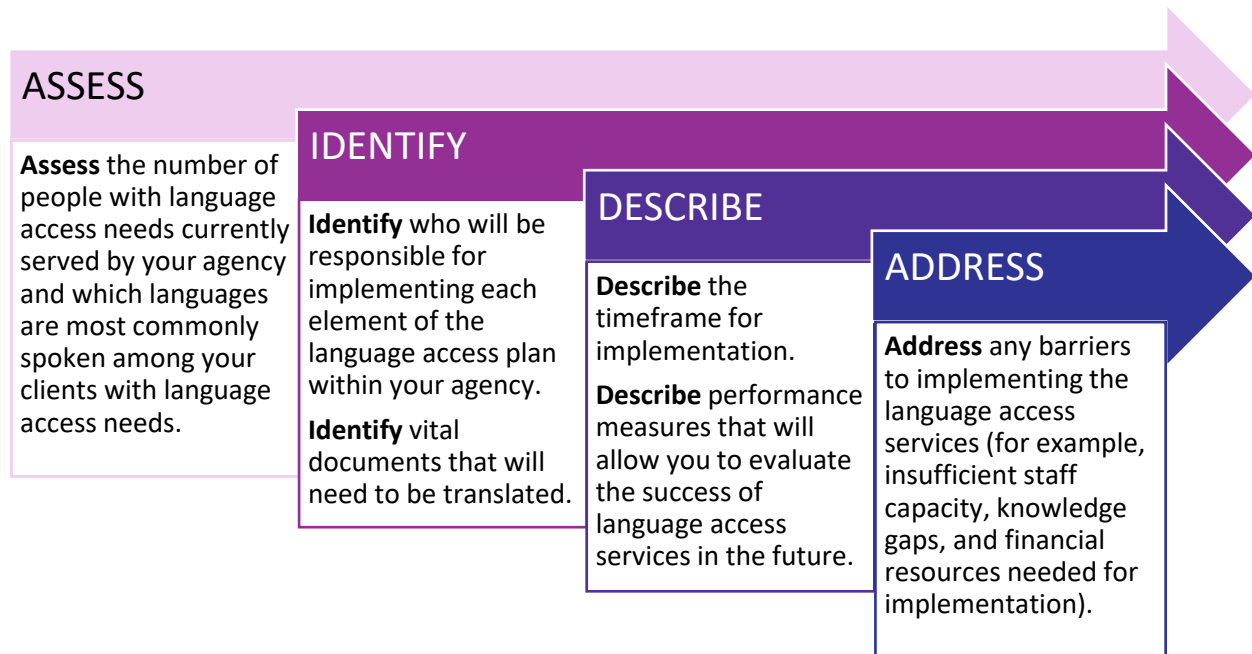 ASSESS
Assess the number of
people with language
access needs currently
served by your agency
and which languages
are most commonly
spoken among your
clients with language
access needs.
IDENTIFY
Identify who will be
responsible for
implementing each
element of the
language access plan
within your agency.
Identify vital
documents that will
need to be translated.
DESCRIBE
Describe the
timeframe for
implementation.
Describe performance
measures that will
allow you to evaluate
the success of
language access
services in the future.
ADDRESS
Address any barriers
to implementing the
language access
services (for example,
insufficient staff
capacity, knowledge
gaps, and financial
resources needed for
implementation).